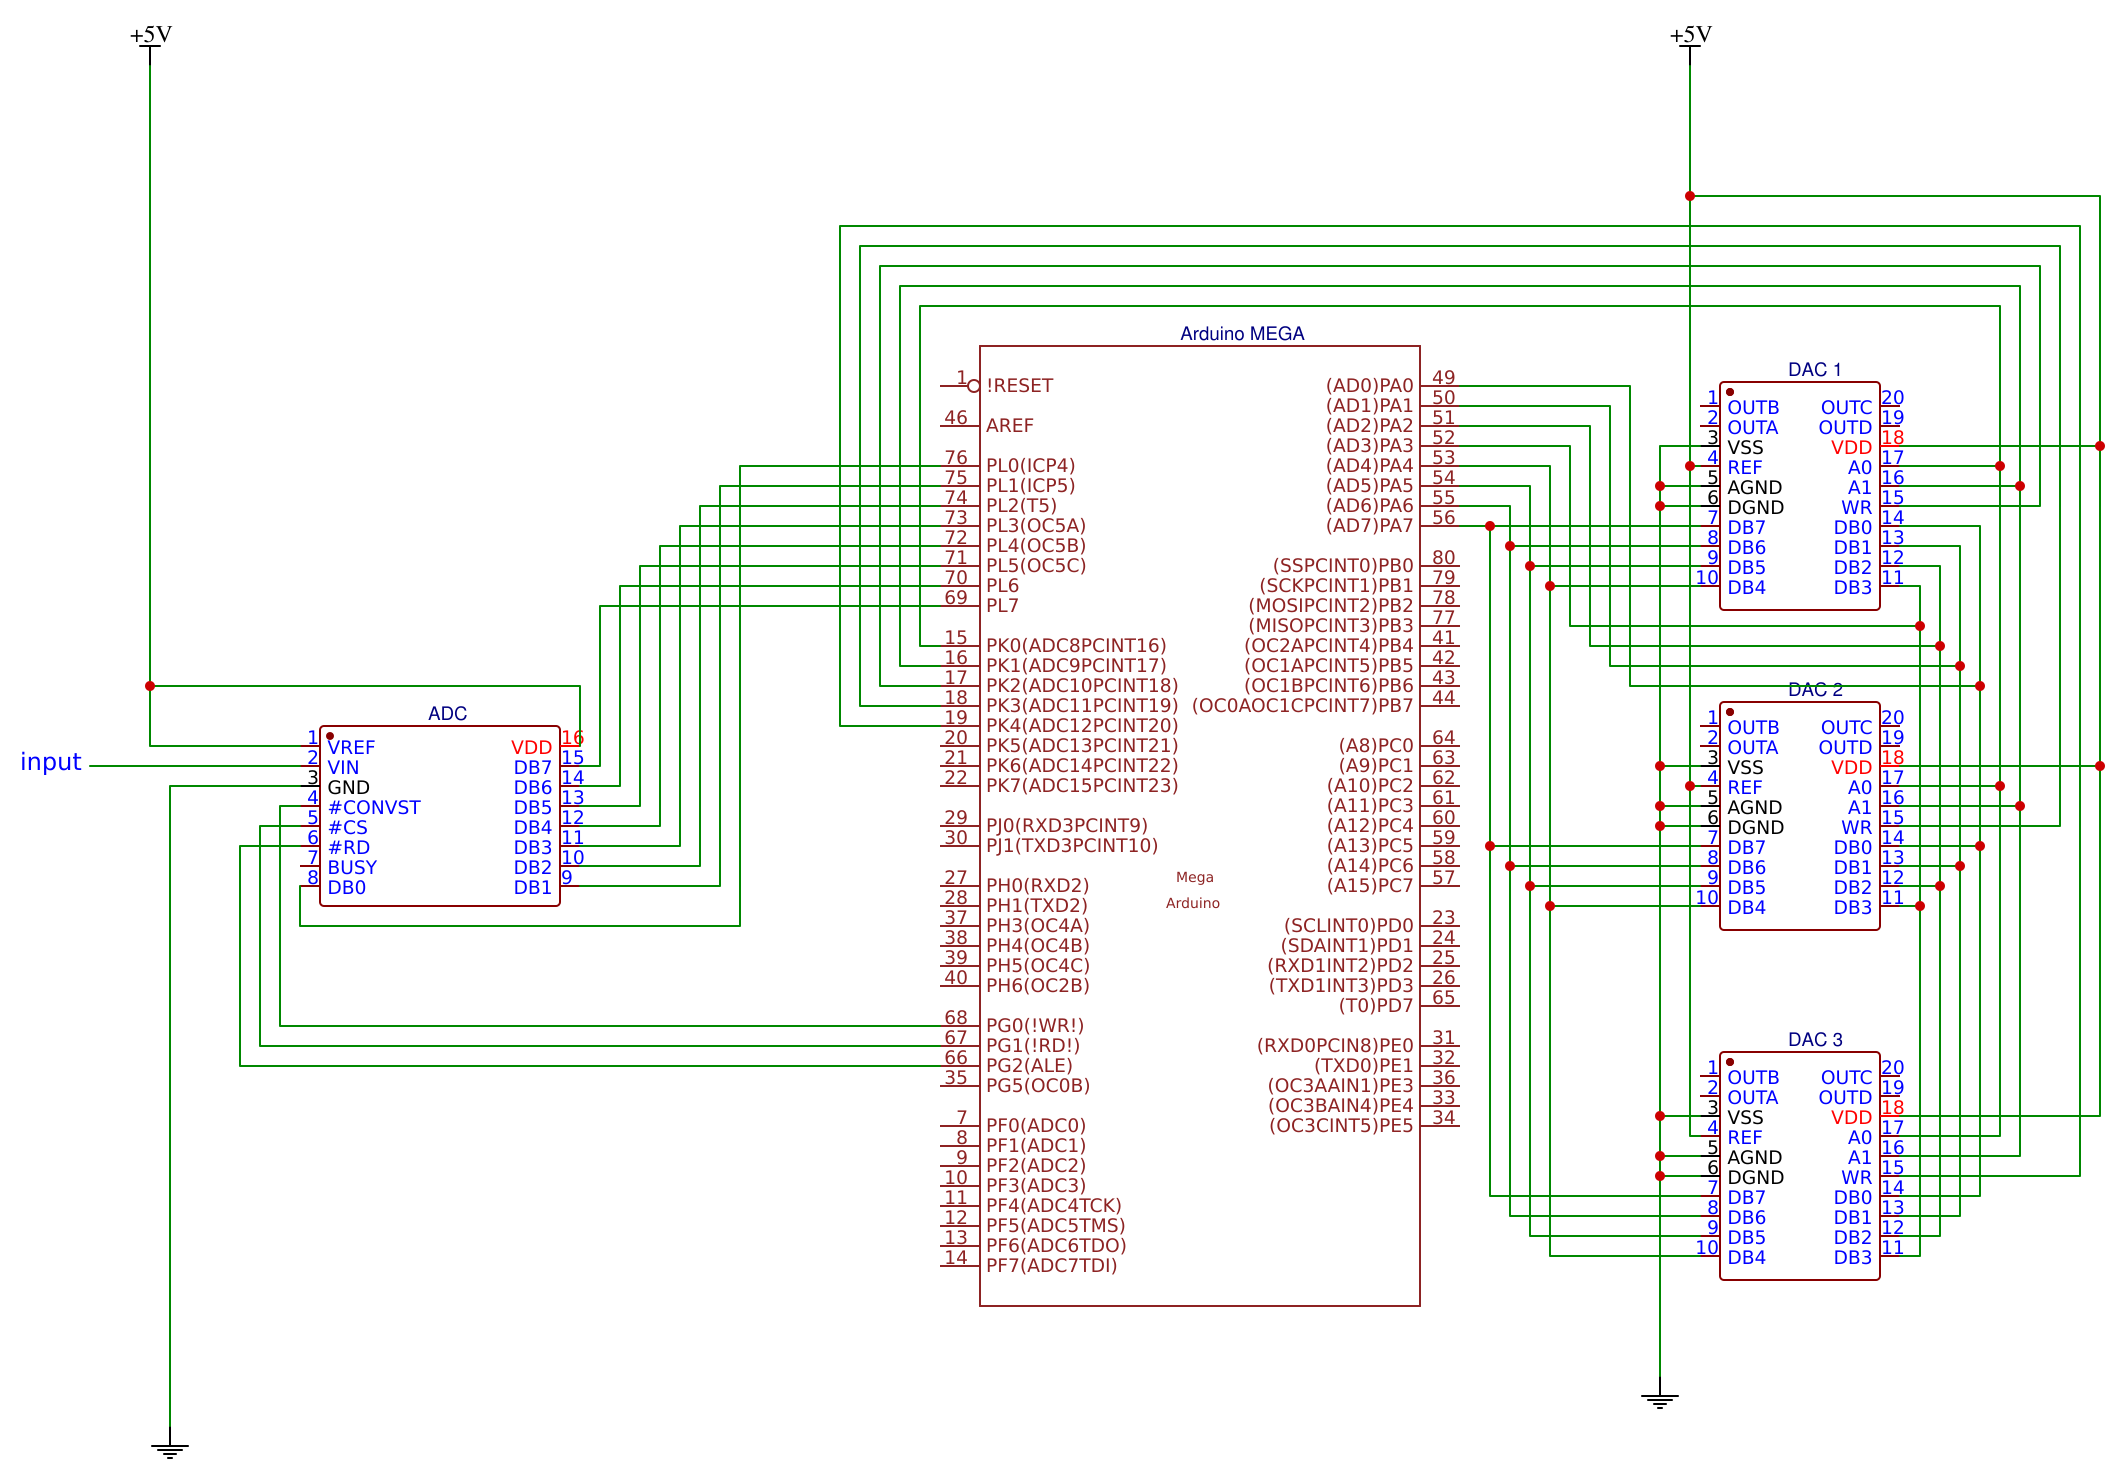 +5V
+5V
Arduino MEGA
1 !RESET
46 AREF
76 PL0(ICP4)
75 PL1(ICP5)
74 PL2(T5)
73 PL3(OC5A)
72 PL4(OC5B)
71 PL5(OC5C)
70 PL6
69 PL7
15 PK0(ADC8PCINT16)
16 PK1(ADC9PCINT17)
17 PK2(ADC10PCINT18)
18 PK3(ADC11PCINT19)
19 PK4(ADC12PCINT20)
20 PK5(ADC13PCINT21)
21 PK6(ADC14PCINT22)
22 PK7(ADC15PCINT23)
29 PJ0(RXD3PCINT9)
30 PJ1(TXD3PCINT10)
27 PH0(RXD2)
28 PH1(TXD2)
37 PH3(OC4A)
38 PH4(OC4B)
39 PH5(OC4C)
40 PH6(OC2B)
68 PG0(!WR!)
67 PG1(!RD!)
66 PG2(ALE)
35 PG5(OC0B)
7 PF0(ADC0)
8 PF1(ADC1)
9 PF2(ADC2)
10 PF3(ADC3)
11 PF4(ADC4TCK)
12 PF5(ADC5TMS)
13 PF6(ADC6TDO)
14 PF7(ADC7TDI)
(AD0)PA0 49
(AD1)PA1 50
(AD2)PA2 51
(AD3)PA3 52
(AD4)PA4 53
(AD5)PA5 54
(AD6)PA6 55
(AD7)PA7 56
(SSPCINT0)PB0 80
(SCKPCINT1)PB1 79
(MOSIPCINT2)PB2 78
(MISOPCINT3)PB3 77
(OC2APCINT4)PB4 41
(OC1APCINT5)PB5 42
(OC1BPCINT6)PB6 43
(OC0AOC1CPCINT7)PB7 44
(A8)PC0 64
(A9)PC1 63
(A10)PC2 62
(A11)PC3 61
(A12)PC4 60
(A13)PC5 59
(A14)PC6 58
(A15)PC7 57
(SCLINT0)PD0 23
(SDAINT1)PD1 24
(RXD1INT2)PD2 25
(TXD1INT3)PD3 26
(T0)PD7 65
(RXD0PCIN8)PE0 31
(TXD0)PE1 32
(OC3AAIN1)PE3 36
(OC3BAIN4)PE4 33
(OC3CINT5)PE5 34
Mega
Arduino
input
ADC
1 VREF VDD 16
2 VIN DB7 15
3 GND DB6 14
4 #CONVST DB5 13
5 #CS DB4 12
6 #RD DB3 11
7 BUSY DB2 10
8 DB0 DB1 9
DAC 1
1 OUTB OUTC 20
2 OUTA OUTD 19
3 VSS VDD 18
4 REF A0 17
5 AGND A1 16
6 DGND WR 15
7 DB7 DB0 14
8 DB6 DB1 13
9 DB5 DB2 12
10 DB4 DB3 11
DAC 2
1 OUTB OUTC 20
2 OUTA OUTD 19
3 VSS VDD 18
4 REF A0 17
5 AGND A1 16
6 DGND WR 15
7 DB7 DB0 14
8 DB6 DB1 13
9 DB5 DB2 12
10 DB4 DB3 11
DAC 3
1 OUTB OUTC 20
2 OUTA OUTD 19
3 VSS VDD 18
4 REF A0 17
5 AGND A1 16
6 DGND WR 15
7 DB7 DB0 14
8 DB6 DB1 13
9 DB5 DB2 12
10 DB4 DB3 11